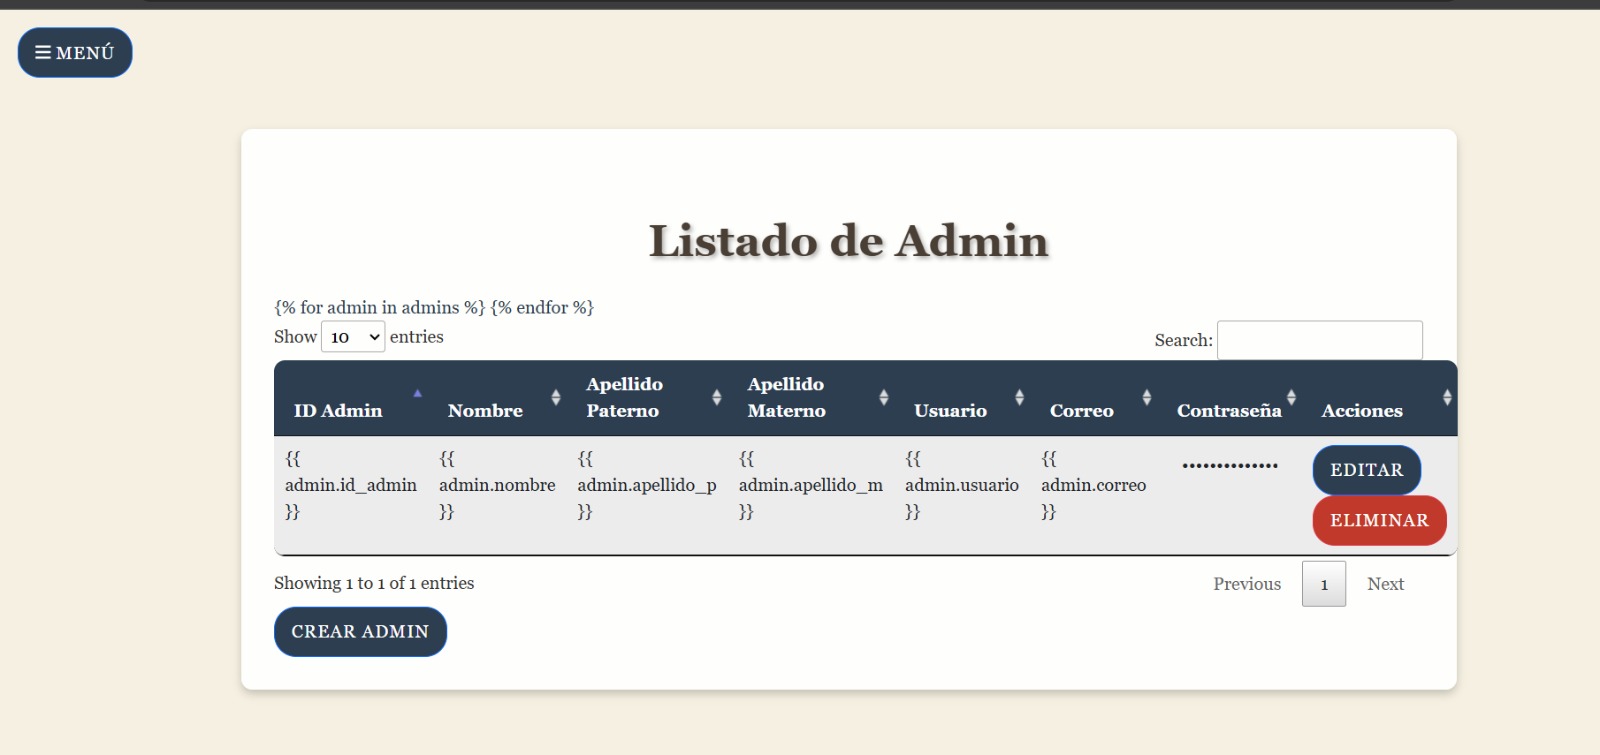 MENÚ
Listado de Admin
{% for admin in admins %} {% endfor %}
Show 10 entries
Search:
ID Admin
Nombre
Apellido
Paterno
Apellido
Materno
Usuario
Correo
Contraseña
Acciones
{{
admin.id_admin
}}
{{
admin.nombre
}}
{{
admin.apellido_p
}}
{{
admin.apellido_m
}}
{{
admin.usuario
}}
{{
admin.correo
}}
••••••••••••••
EDITAR
ELIMINAR
Showing 1 to 1 of 1 entries
Previous 1 Next
CREAR ADMIN